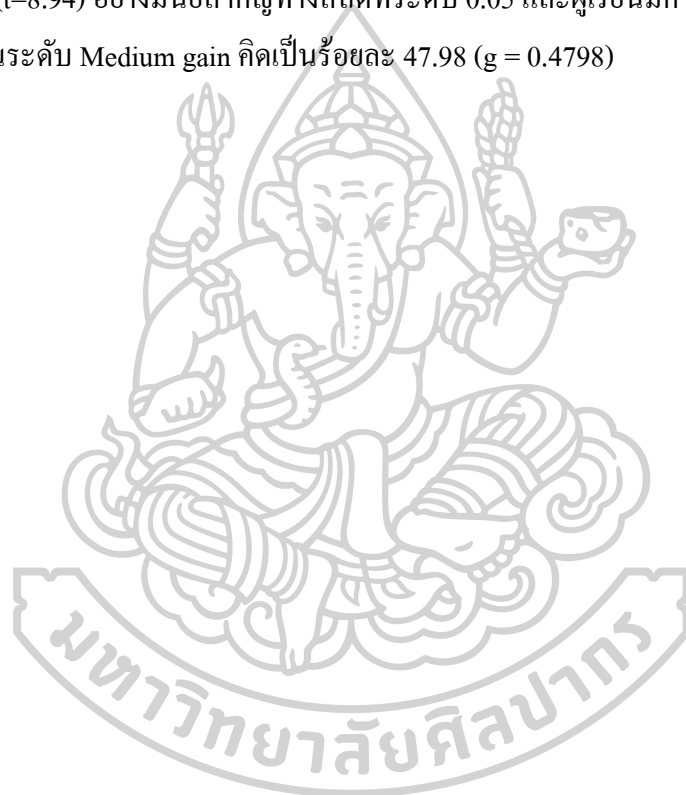 (t=8.94) อย่างมีนัยสำคัญทางสถิติที่ระดับ 0.05 และผู้เรียนมีก
ระดับ Medium gain คิดเป็นร้อยละ 47.98 (g = 0.4798)
มหาวิทยาลัยศิลปากร